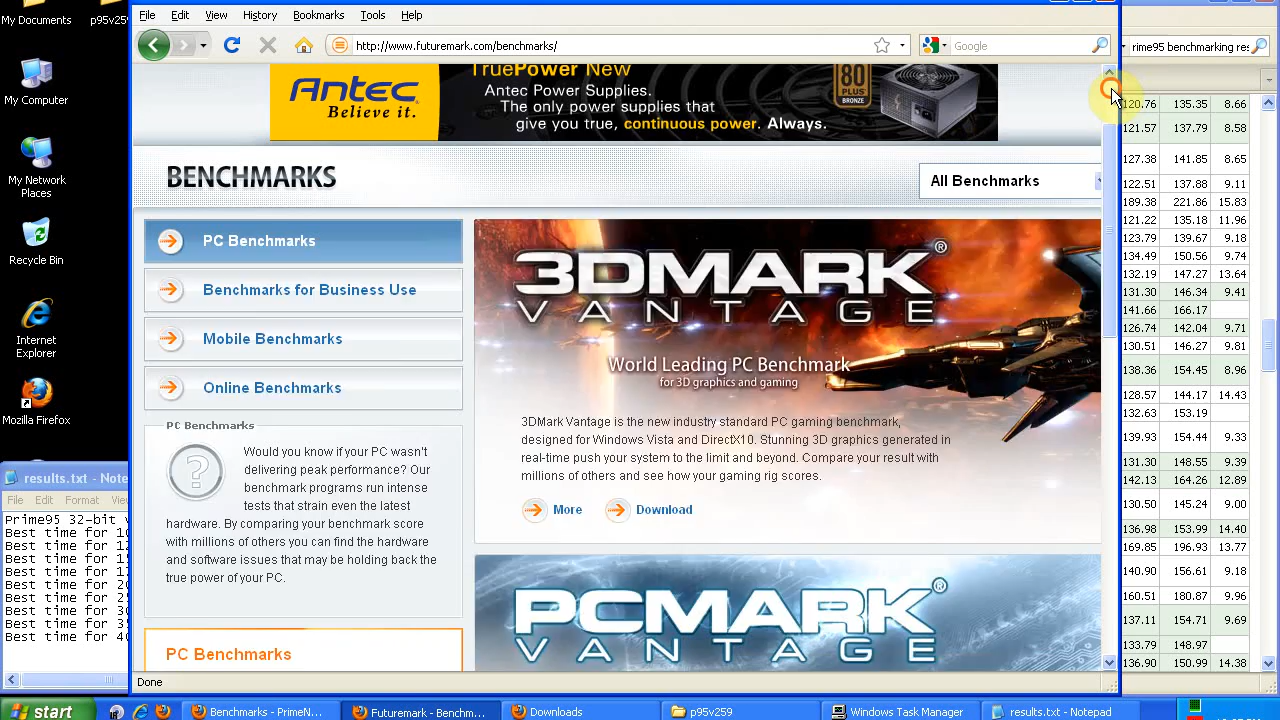 My Documents
p95v259
My Computer
My Network
Places
Recycle Bin
Internet
Explorer
Mozilla Firefox
File Edit View History Bookmarks Tools Help
http://www.futuremark.com/benchmarks/
Google
Antec
Believe it.
TruePower New
Antec Power Supplies.
The only power supplies that
give you true, continuous power. Always.
80
PLUS
BRONZE
BENCHMARKS
All Benchmarks
PC Benchmarks
Benchmarks for Business Use
Mobile Benchmarks
Online Benchmarks
PC Benchmarks
?
Would you know if your PC wasn't
delivering peak performance? Our
benchmark programs run intense
tests that strain even the latest
hardware. By comparing your benchmark score
with millions of others you can find the hardware
and software issues that may be holding back the
true power of your PC.
PC Benchmarks
3DMARK®
VANTAGE
World Leading PC Benchmark
for 3D graphics and gaming
3DMark Vantage is the new industry standard PC gaming benchmark,
designed for Windows Vista and DirectX10. Stunning 3D graphics generated in
real-time push your system to the limit and beyond. Compare your result with
millions of others and see how your gaming rig scores.
More Download
PCMARK®
VANTAGE
Done
results.txt - Note
File Edit Format View
Prime95 32-bit
Best time for 10
Best time for 12
Best time for 15
Best time for 17
Best time for 20
Best time for 25
Best time for 30
Best time for 35
Best time for 40
rime95 benchmarking res
120.76 135.35 8.66
121.57 137.79 8.58
127.38 141.85 8.65
122.51 137.88 9.11
189.38 221.86 15.83
121.22 135.18 11.96
123.79 139.67 9.18
134.49 150.56 9.74
132.19 147.27 13.64
131.30 146.34 9.41
141.66 166.17
126.74 142.04 9.71
130.51 146.27 9.81
138.36 154.45 8.96
128.57 144.17 14.43
132.63 153.19
139.93 154.44 9.33
131.30 148.55 9.39
142.13 164.26 12.89
130.50 145.24 9.00
136.98 153.99 14.40
169.85 196.93 13.77
140.90 156.61 9.18
160.51 180.87 9.96
137.11 154.71 9.69
133.79 148.97
136.90 150.99 14.38
start
Benchmarks - PrimeN...
Futuremark - Benchm...
Downloads
p95v259
Windows Task Manager
results.txt - Notepad